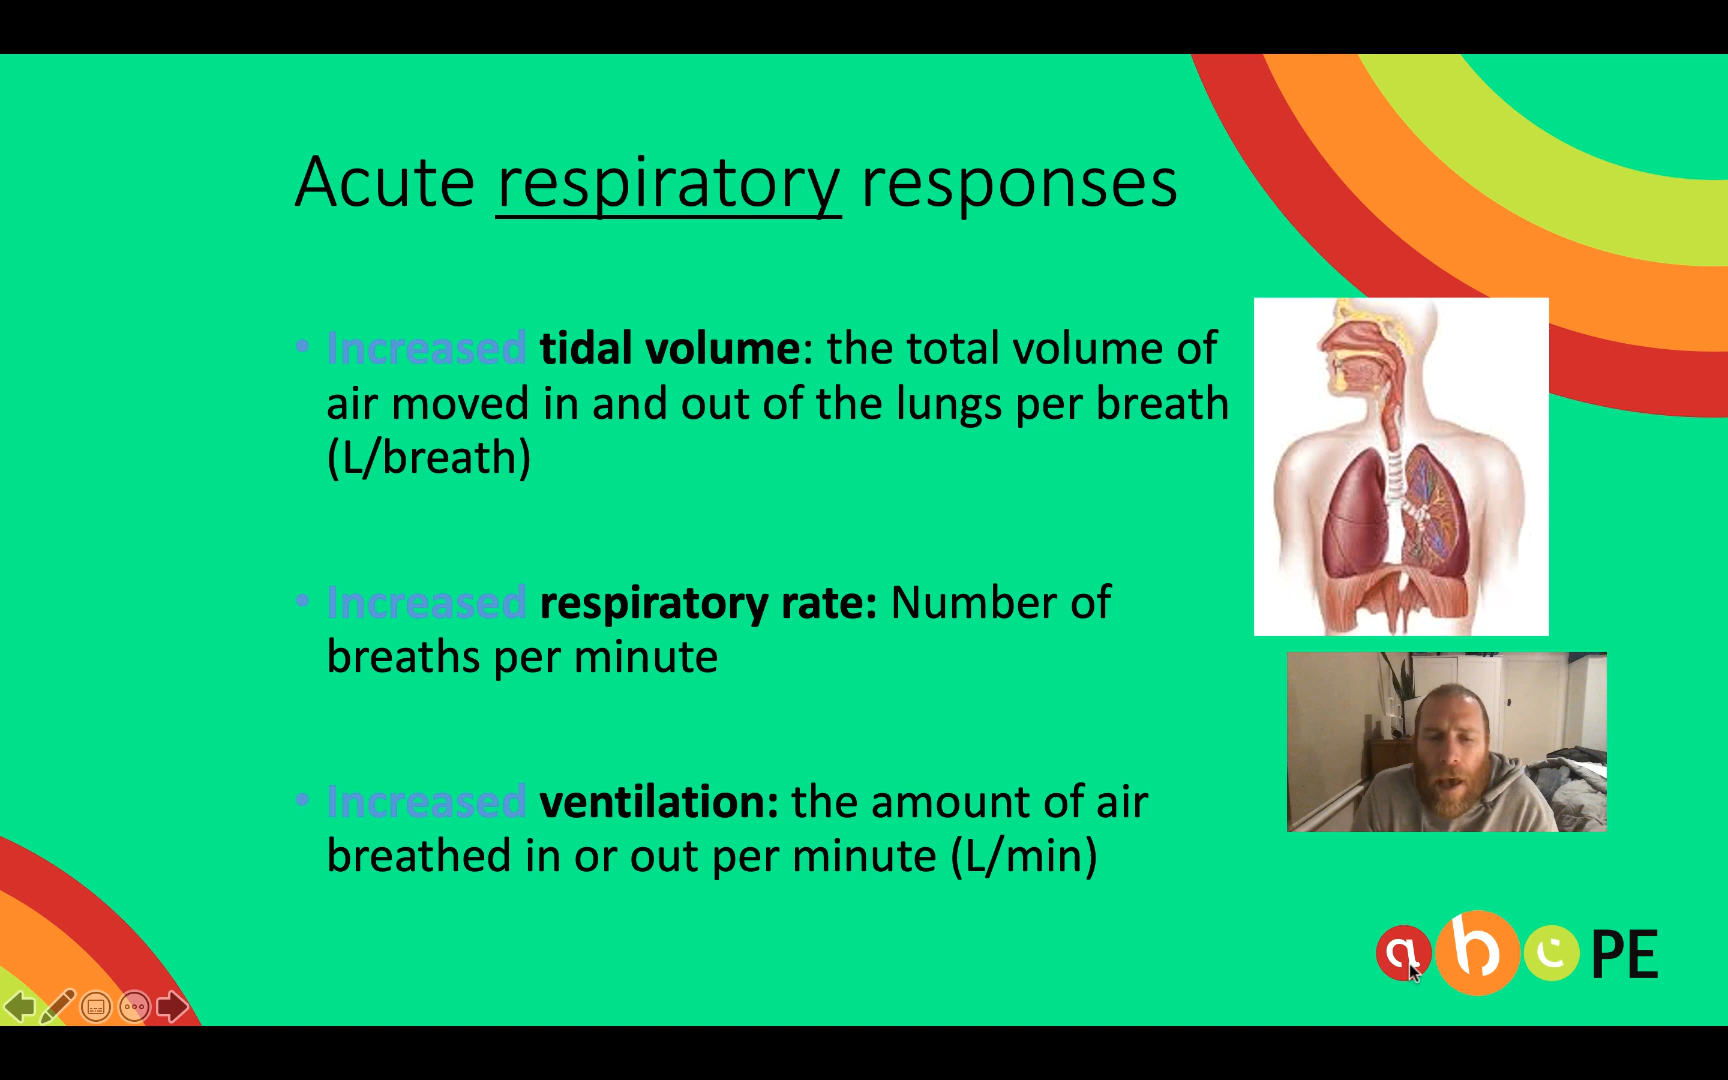 Acute respiratory responses
• Increased tidal volume: the total volume of
air moved in and out of the lungs per breath
(L/breath)
• Increased respiratory rate: Number of
breaths per minute
• Increased ventilation: the amount of air
breathed in or out per minute (L/min)
abc PE